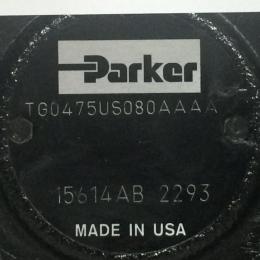 Parker
TG0475US080AAAA
15614AB 2293
MADE IN USA